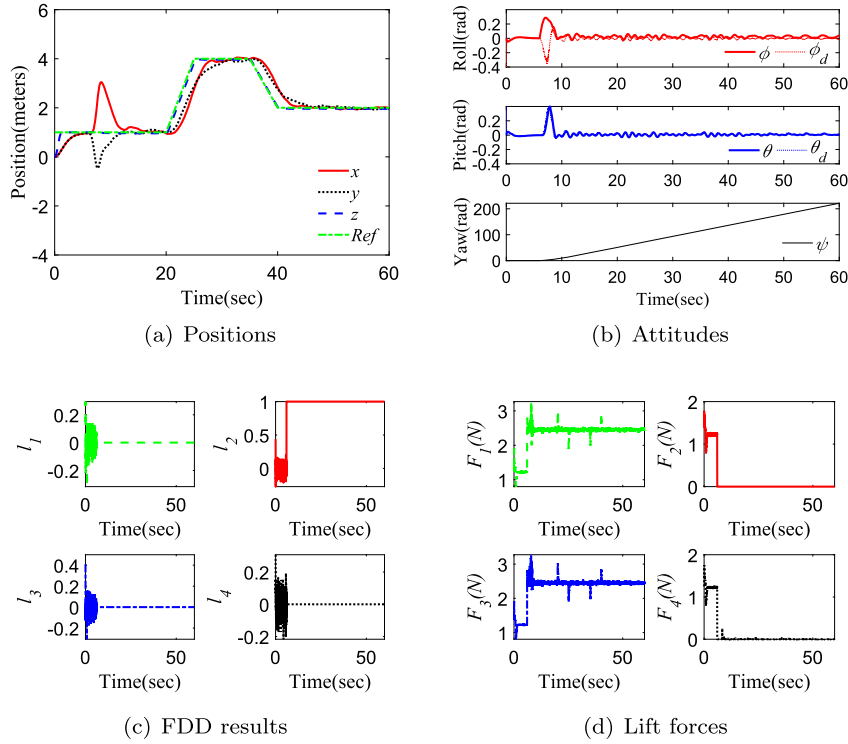 6
4
2
0
-2
-4
0
20
40
60
Position(meters)
Time(sec)
x
y
z
Ref
(a) Positions
0.2
0
-0.2
-0.4
Roll(rad)
0
10
20
30
40
50
60
ϕ
ϕd
0.2
0
-0.2
-0.4
Pitch(rad)
0
10
20
30
40
50
60
θ
θd
200
100
0
Yaw(rad)
0
10
20
30
40
50
60
ψ
Time(sec)
(b) Attitudes
0.2
0
-0.2
l1
0
50
Time(sec)
1
0.5
0
l2
0
50
Time(sec)
0.4
0.2
0
-0.2
l3
0
50
Time(sec)
0.2
0
-0.2
l4
0
50
Time(sec)
(c) FDD results
3
2
1
F1(N)
0
50
Time(sec)
2
1
0
F2(N)
0
50
Time(sec)
3
2
1
F3(N)
0
50
Time(sec)
2
1
0
F4(N)
0
50
Time(sec)
(d) Lift forces